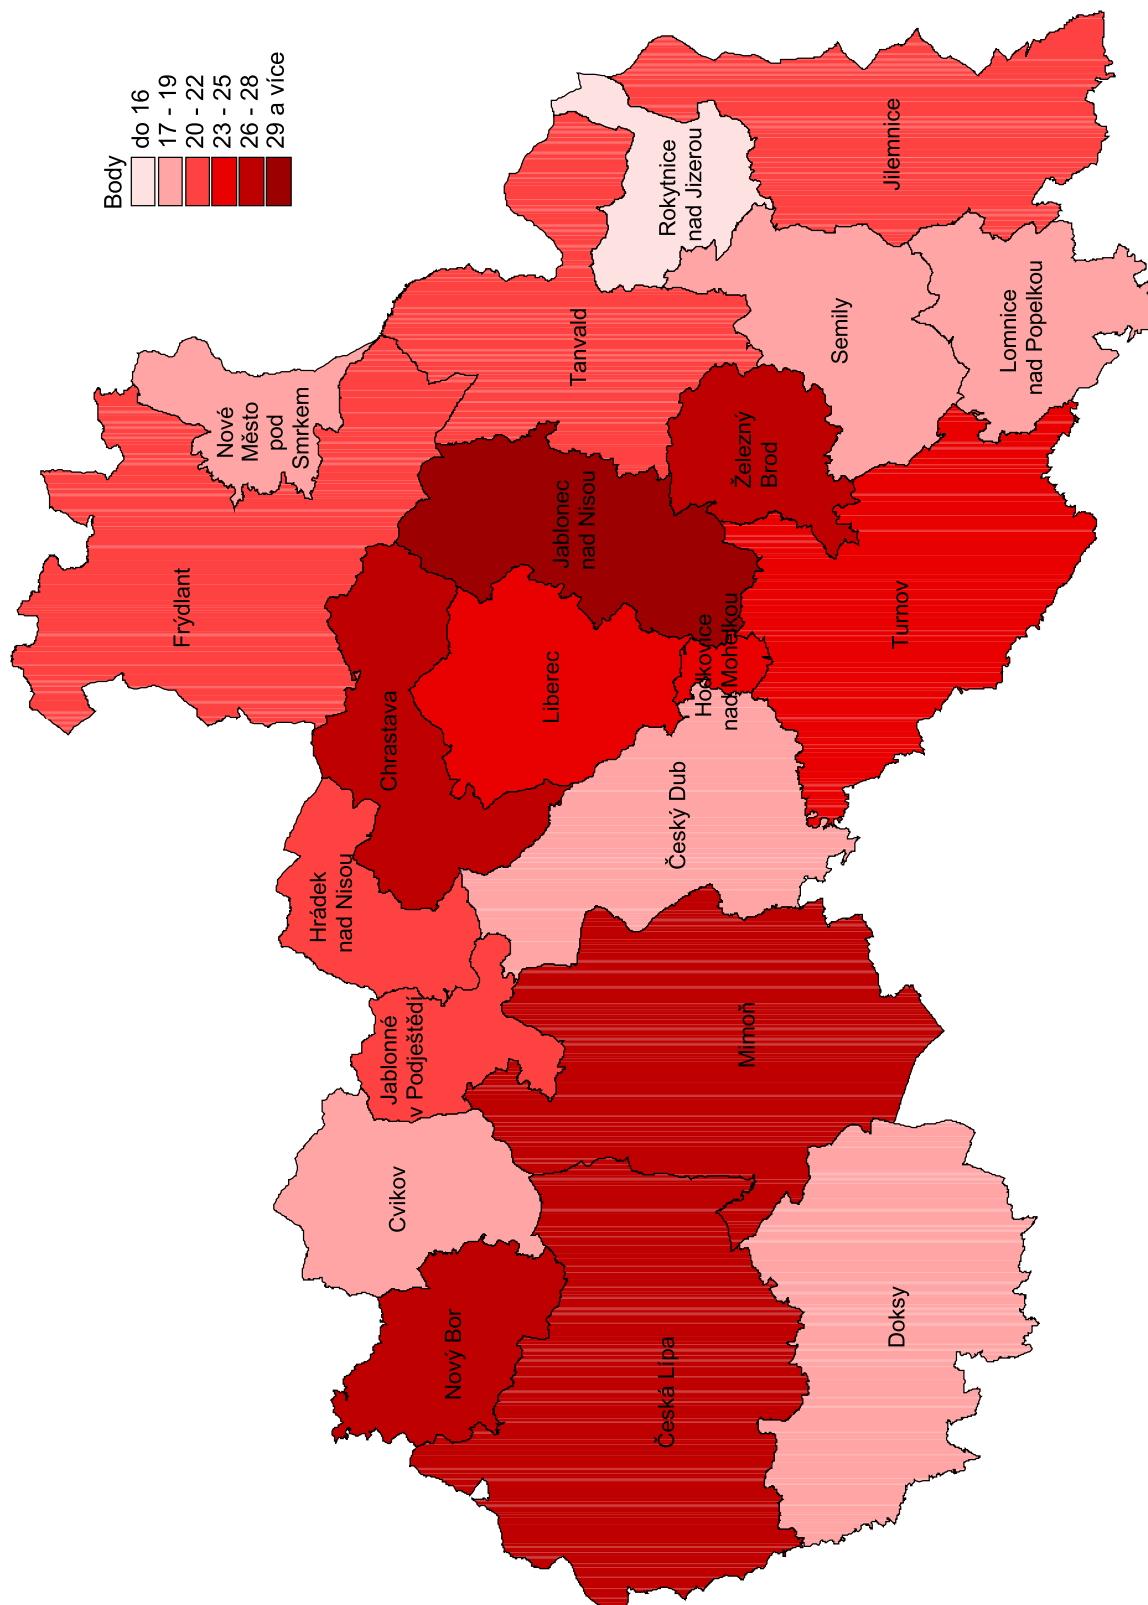 Body
do 16
17 - 19
20 - 22
23 - 25
26 - 28
29 a více
Frýdlant
Nové
Město
pod
Smrkem
Hrádek
nad Nisou
Chrastava
Jablonné
v Podještědí
Cvikov
Nový Bor
Liberec
Jablonec
nad Nisou
Tanvald
Rokytnice
nad Jizerou
Česká Lípa
Mimoň
Český Dub
Hodkovice
nad Mohelkou
Železný
Brod
Semily
Jilemnice
Doksy
Turnov
Lomnice
nad Popelkou